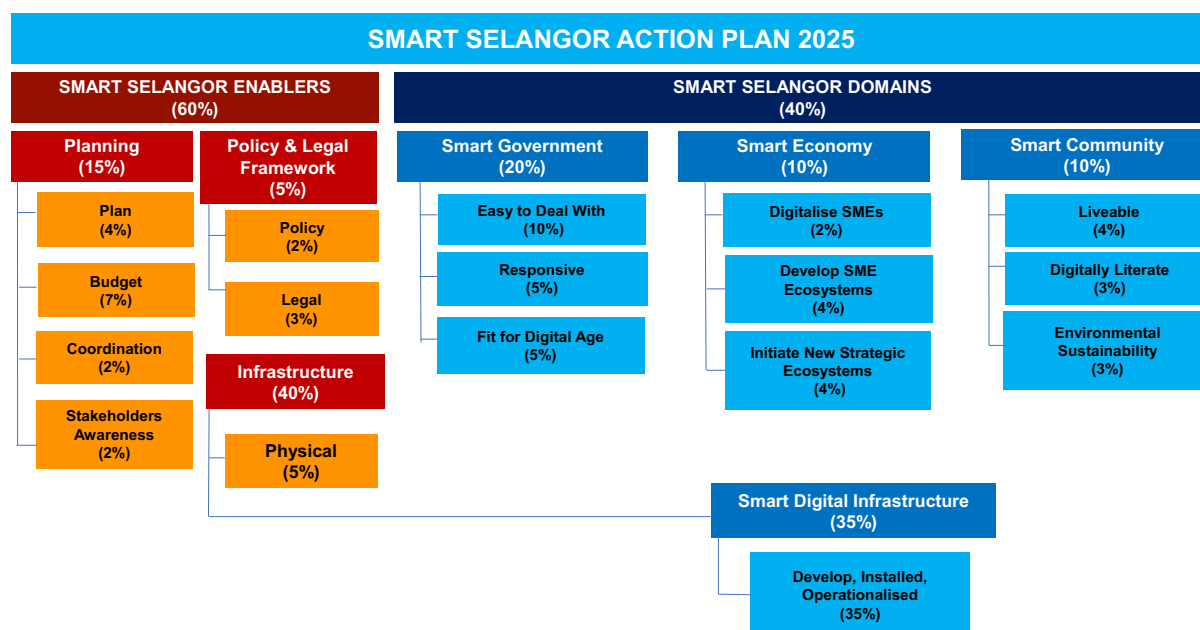 SMART SELANGOR ACTION PLAN 2025
SMART SELANGOR ENABLERS
(60%)
SMART SELANGOR DOMAINS
(40%)
Planning
(15%)
Plan
(4%)
Budget
(7%)
Coordination
(2%)
Stakeholders
Awareness
(2%)
Policy & Legal
Framework
(5%)
Policy
(2%)
Legal
(3%)
Infrastructure
(40%)
Physical
(5%)
Smart Government
(20%)
Easy to Deal With
(10%)
Responsive
(5%)
Fit for Digital Age
(5%)
Smart Economy
(10%)
Digitalise SMEs
(2%)
Develop SME
Ecosystems
(4%)
Initiate New Strategic
Ecosystems
(4%)
Smart Community
(10%)
Liveable
(4%)
Digitally Literate
(3%)
Environmental
Sustainability
(3%)
Smart Digital Infrastructure
(35%)
Develop, Installed,
Operationalised
(35%)